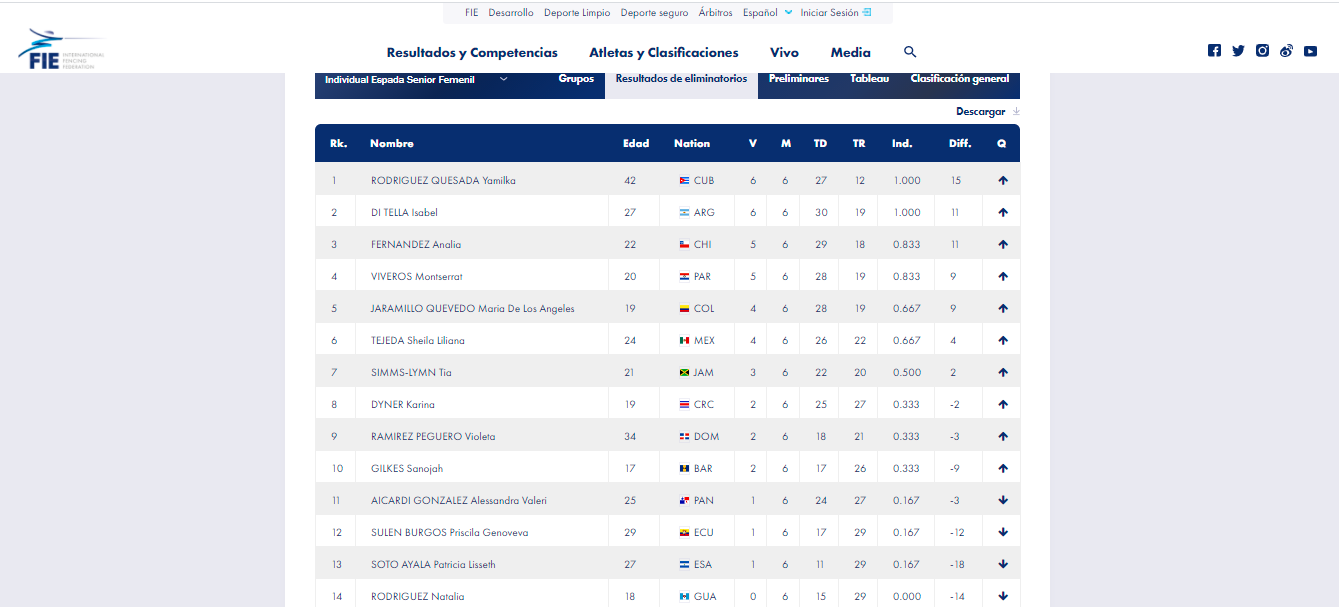 FIE Desarrollo Deporte Limpio Deporte seguro Árbitros Español Iniciar Sesión
FIE INTERNATIONAL FENCING FEDERATION
Resultados y Competencias Atletas y Clasificaciones Vivo Media
Individual Espada Senior Femenil Grupos Resultados de eliminatorios Preliminares Tableau Clasificación general
Descargar
Rk. Nombre Edad Nation V M TD TR Ind. Diff. Q
1 RODRIGUEZ QUESADA Yamilka 42 CUB 6 6 27 12 1.000 15
2 DI TELLA Isabel 27 ARG 6 6 30 19 1.000 11
3 FERNANDEZ Analia 22 CHI 5 6 29 18 0.833 11
4 VIVEROS Montserrat 20 PAR 5 6 28 19 0.833 9
5 JARAMILLO QUEVEDO Maria De Los Angeles 19 COL 4 6 28 19 0.667 9
6 TEJEDA Sheila Liliana 24 MEX 4 6 26 22 0.667 4
7 SIMMS-LYMN Tia 21 JAM 3 6 22 20 0.500 2
8 DYNER Karina 19 CRC 2 6 25 27 0.333 -2
9 RAMIREZ PEGUERO Violeta 34 DOM 2 6 18 21 0.333 -3
10 GILKES Sanojah 17 BAR 2 6 17 26 0.333 -9
11 AICARDI GONZALEZ Alessandra Valeri 25 PAN 1 6 24 27 0.167 -3
12 SULEN BURGOS Priscila Genoveva 29 ECU 1 6 17 29 0.167 -12
13 SOTO AYALA Patricia Lisseth 27 ESA 1 6 11 29 0.167 -18
14 RODRIGUEZ Natalia 18 GUA 0 6 15 29 0.000 -14